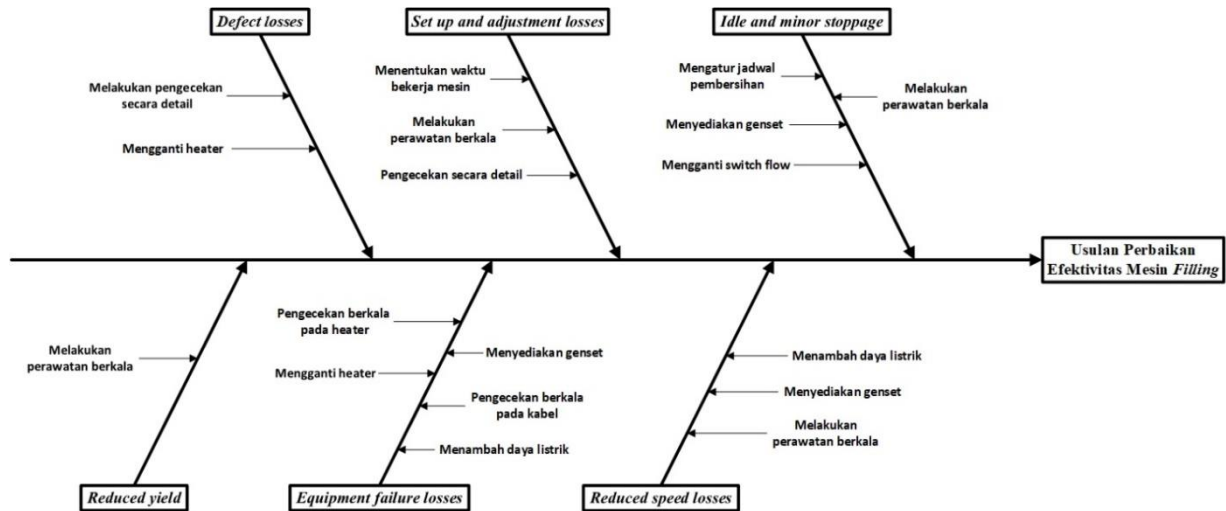 Defect losses
Set up and adjustment losses
Idle and minor stoppage
Melakukan pengecekan
secara detail
Mengganti heater
Menentukan waktu
bekerja mesin
Melakukan
perawatan berkala
Pengecekan secara detail
Mengatur jadwal
pembersihan
Melakukan
perawatan berkala
Menyediakan genset
Mengganti switch flow
Usulan Perbaikan
Efektivitas Mesin Filling
Melakukan
perawatan berkala
Pengecekan berkala
pada heater
Menyediakan genset
Mengganti heater
Pengecekan berkala
pada kabel
Menambah daya listrik
Menambah daya listrik
Menyediakan genset
Melakukan
perawatan berkala
Reduced yield
Equipment failure losses
Reduced speed losses